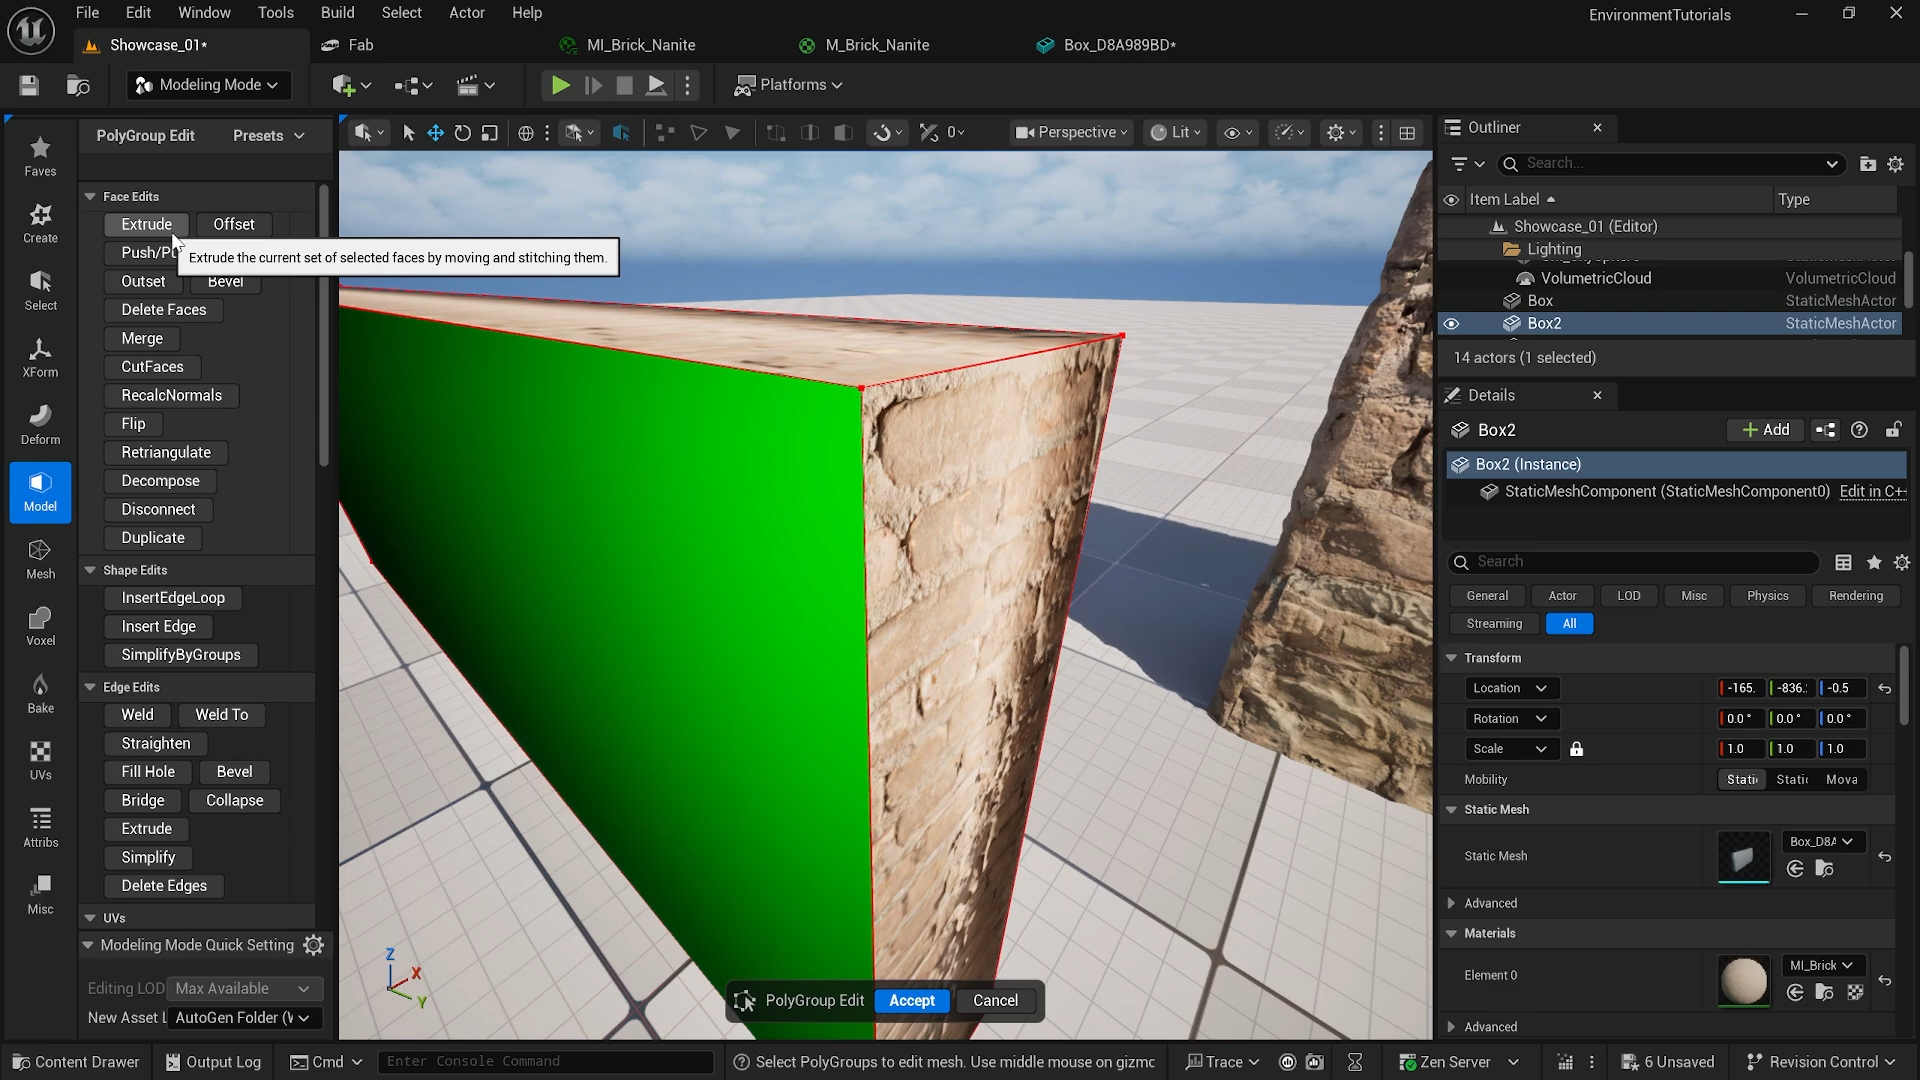 File Edit Window Tools Build Select Actor Help
EnvironmentTutorials
Showcase_01*
Fab
MI_Brick_Nanite
M_Brick_Nanite
Box_D8A989BD*
Modeling Mode
Platforms
PolyGroup Edit
Presets
0
Perspective
Lit
Outliner
Search...
Item Label
Type
Showcase_01 (Editor)
Lighting
VolumetricCloud
VolumetricCloud
Box
StaticMeshActor
Box2
StaticMeshActor
14 actors (1 selected)
Faves
Create
Select
XForm
Deform
Model
Mesh
Voxel
Bake
UVs
Attribs
Misc
Face Edits
Extrude
Offset
Push/Pu
Extrude the current set of selected faces by moving and stitching them.
Outset
Bevel
Delete Faces
Merge
CutFaces
RecalcNormals
Flip
Retriangulate
Decompose
Disconnect
Duplicate
Shape Edits
InsertEdgeLoop
Insert Edge
SimplifyByGroups
Edge Edits
Weld
Weld To
Straighten
Fill Hole
Bevel
Bridge
Collapse
Extrude
Simplify
Delete Edges
UVs
Modeling Mode Quick Setting
Editing LOD
Max Available
New Asset L
AutoGen Folder (V
Z
X
Y
PolyGroup Edit
Accept
Cancel
Details
Box2
Add
Box2 (Instance)
StaticMeshComponent (StaticMeshComponent0)
Edit in C++
Search
General
Actor
LOD
Misc
Physics
Rendering
Streaming
All
Transform
Location
-165.
-836.
-0.5
Rotation
0.0°
0.0°
0.0°
Scale
1.0
1.0
1.0
Mobility
Stati
Stati
Mova
Static Mesh
Static Mesh
Box_D8A
Advanced
Materials
Element 0
MI_Brick
Advanced
Content Drawer
Output Log
Cmd
Enter Console Command
Select PolyGroups to edit mesh. Use middle mouse on gizmo
Trace
Zen Server
6 Unsaved
Revision Control